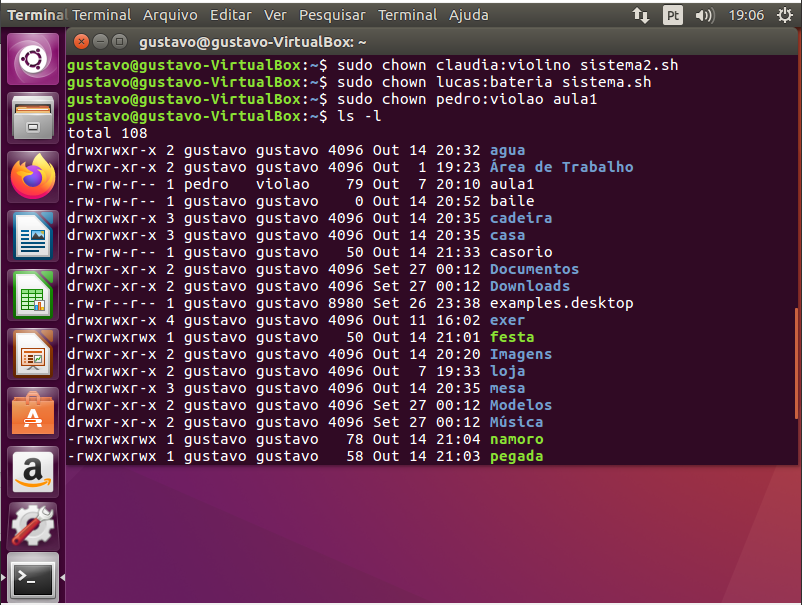 Terminal Terminal Arquivo Editar Ver Pesquisar Terminal Ajuda Pt 19:06
gustavo@gustavo-VirtualBox: ~
gustavo@gustavo-VirtualBox:~$ sudo chown claudia:violino sistema2.sh
gustavo@gustavo-VirtualBox:~$ sudo chown lucas:bateria sistema.sh
gustavo@gustavo-VirtualBox:~$ sudo chown pedro:violao aula1
gustavo@gustavo-VirtualBox:~$ ls -l
total 108
drwxrwxr-x 2 gustavo gustavo 4096 Out 14 20:32 agua
drwxr-xr-x 2 gustavo gustavo 4096 Out  1 19:23 Área de Trabalho
-rw-rw-r-- 1 pedro   violao    79 Out  7 20:10 aula1
-rw-rw-r-- 1 gustavo gustavo    0 Out 14 20:52 baile
drwxrwxr-x 3 gustavo gustavo 4096 Out 14 20:35 cadeira
drwxrwxr-x 3 gustavo gustavo 4096 Out 14 20:35 casa
-rw-rw-r-- 1 gustavo gustavo   50 Out 14 21:33 casorio
drwxr-xr-x 2 gustavo gustavo 4096 Set 27 00:12 Documentos
drwxr-xr-x 2 gustavo gustavo 4096 Set 27 00:12 Downloads
-rw-r--r-- 1 gustavo gustavo 8980 Set 26 23:38 examples.desktop
drwxrwxr-x 4 gustavo gustavo 4096 Out 11 16:02 exer
-rwxrwxrwx 1 gustavo gustavo   50 Out 14 21:01 festa
drwxr-xr-x 2 gustavo gustavo 4096 Out 14 20:20 Imagens
drwxr-xr-x 2 gustavo gustavo 4096 Out  7 19:33 loja
drwxrwxr-x 3 gustavo gustavo 4096 Out 14 20:35 mesa
drwxr-xr-x 2 gustavo gustavo 4096 Set 27 00:12 Modelos
drwxr-xr-x 2 gustavo gustavo 4096 Set 27 00:12 Música
-rwxrwxrwx 1 gustavo gustavo   78 Out 14 21:04 namoro
-rwxrwxrwx 1 gustavo gustavo   58 Out 14 21:03 pegada